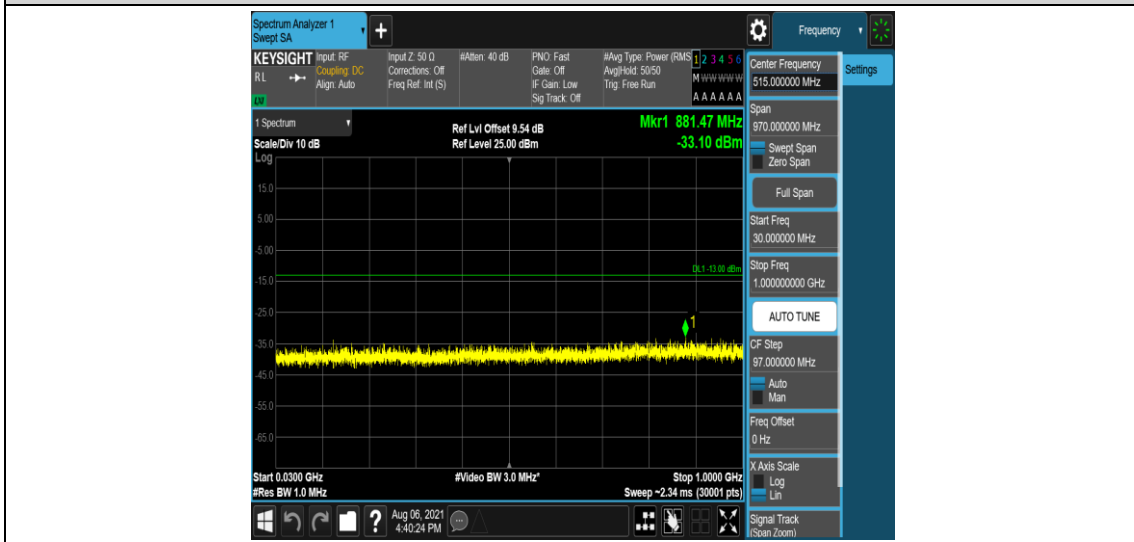 Spectrum Analyzer 1
Swept SA
+
Frequency
KEYSIGHT
RL
LXI
Input: RF
Coupling: DC
Align: Auto
Input Z: 50 Ω
Corrections: Off
Freq Ref: Int (S)
#Atten: 40 dB
PNO: Fast
Gate: Off
IF Gain: Low
Sig Track: Off
#Avg Type: Power (RMS
Avg|Hold: 50/50
Trig: Free Run
1 2 3 4 5 6
M W W W W W
A A A A A A
Center Frequency
515.000000 MHz
Settings
1 Spectrum
Scale/Div 10 dB
Ref Lvl Offset 9.54 dB
Ref Level 25.00 dBm
Mkr1 881.47 MHz
-33.10 dBm
Log
15.0
5.00
-5.00
-15.0
-25.0
-35.0
-45.0
-55.0
-65.0
DL1 -13.00 dBm
1
Start 0.0300 GHz
#Res BW 1.0 MHz
#Video BW 3.0 MHz*
Stop 1.0000 GHz
Sweep ~2.34 ms (30001 pts)
Span
970.000000 MHz
Swept Span
Zero Span
Full Span
Start Freq
30.000000 MHz
Stop Freq
1.000000000 GHz
AUTO TUNE
CF Step
97.000000 MHz
Auto
Man
Freq Offset
0 Hz
X Axis Scale
Log
Lin
Signal Track
(Span Zoom)
?
Aug 06, 2021
4:40:24 PM